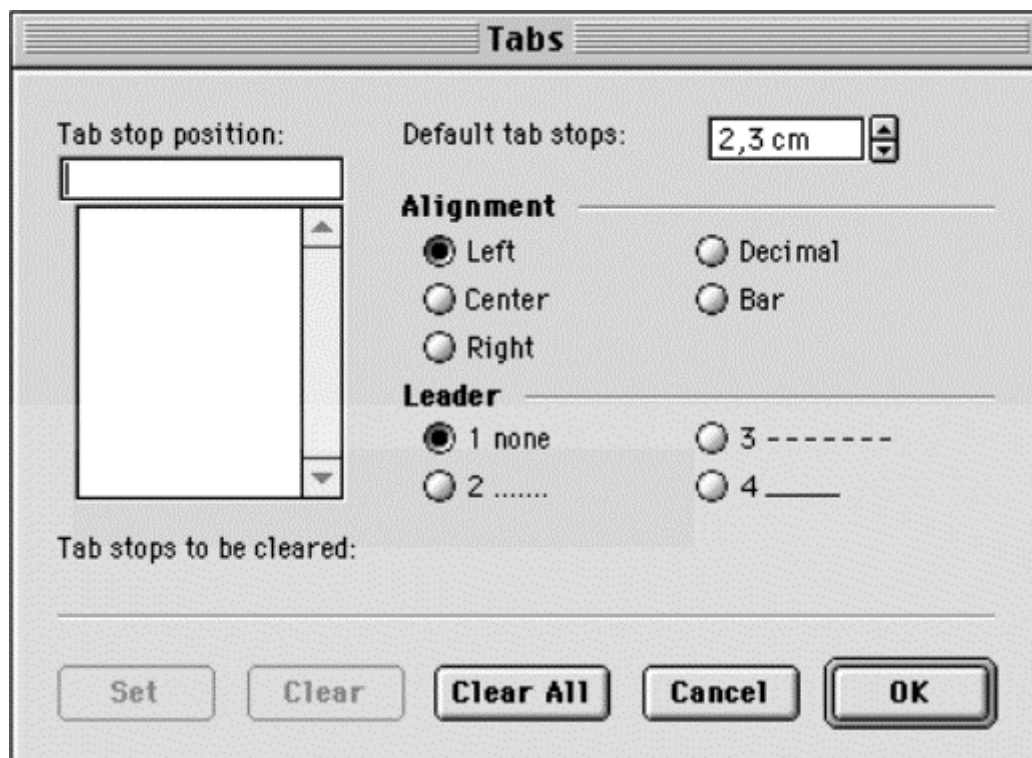 Tabs
Tab stop position:
Default tab stops: 2,3 cm
Alignment
Left
Decimal
Center
Bar
Right
Leader
1 none
3 -------
2 .......
4 _____
Tab stops to be cleared:
Set
Clear
Clear All
Cancel
OK